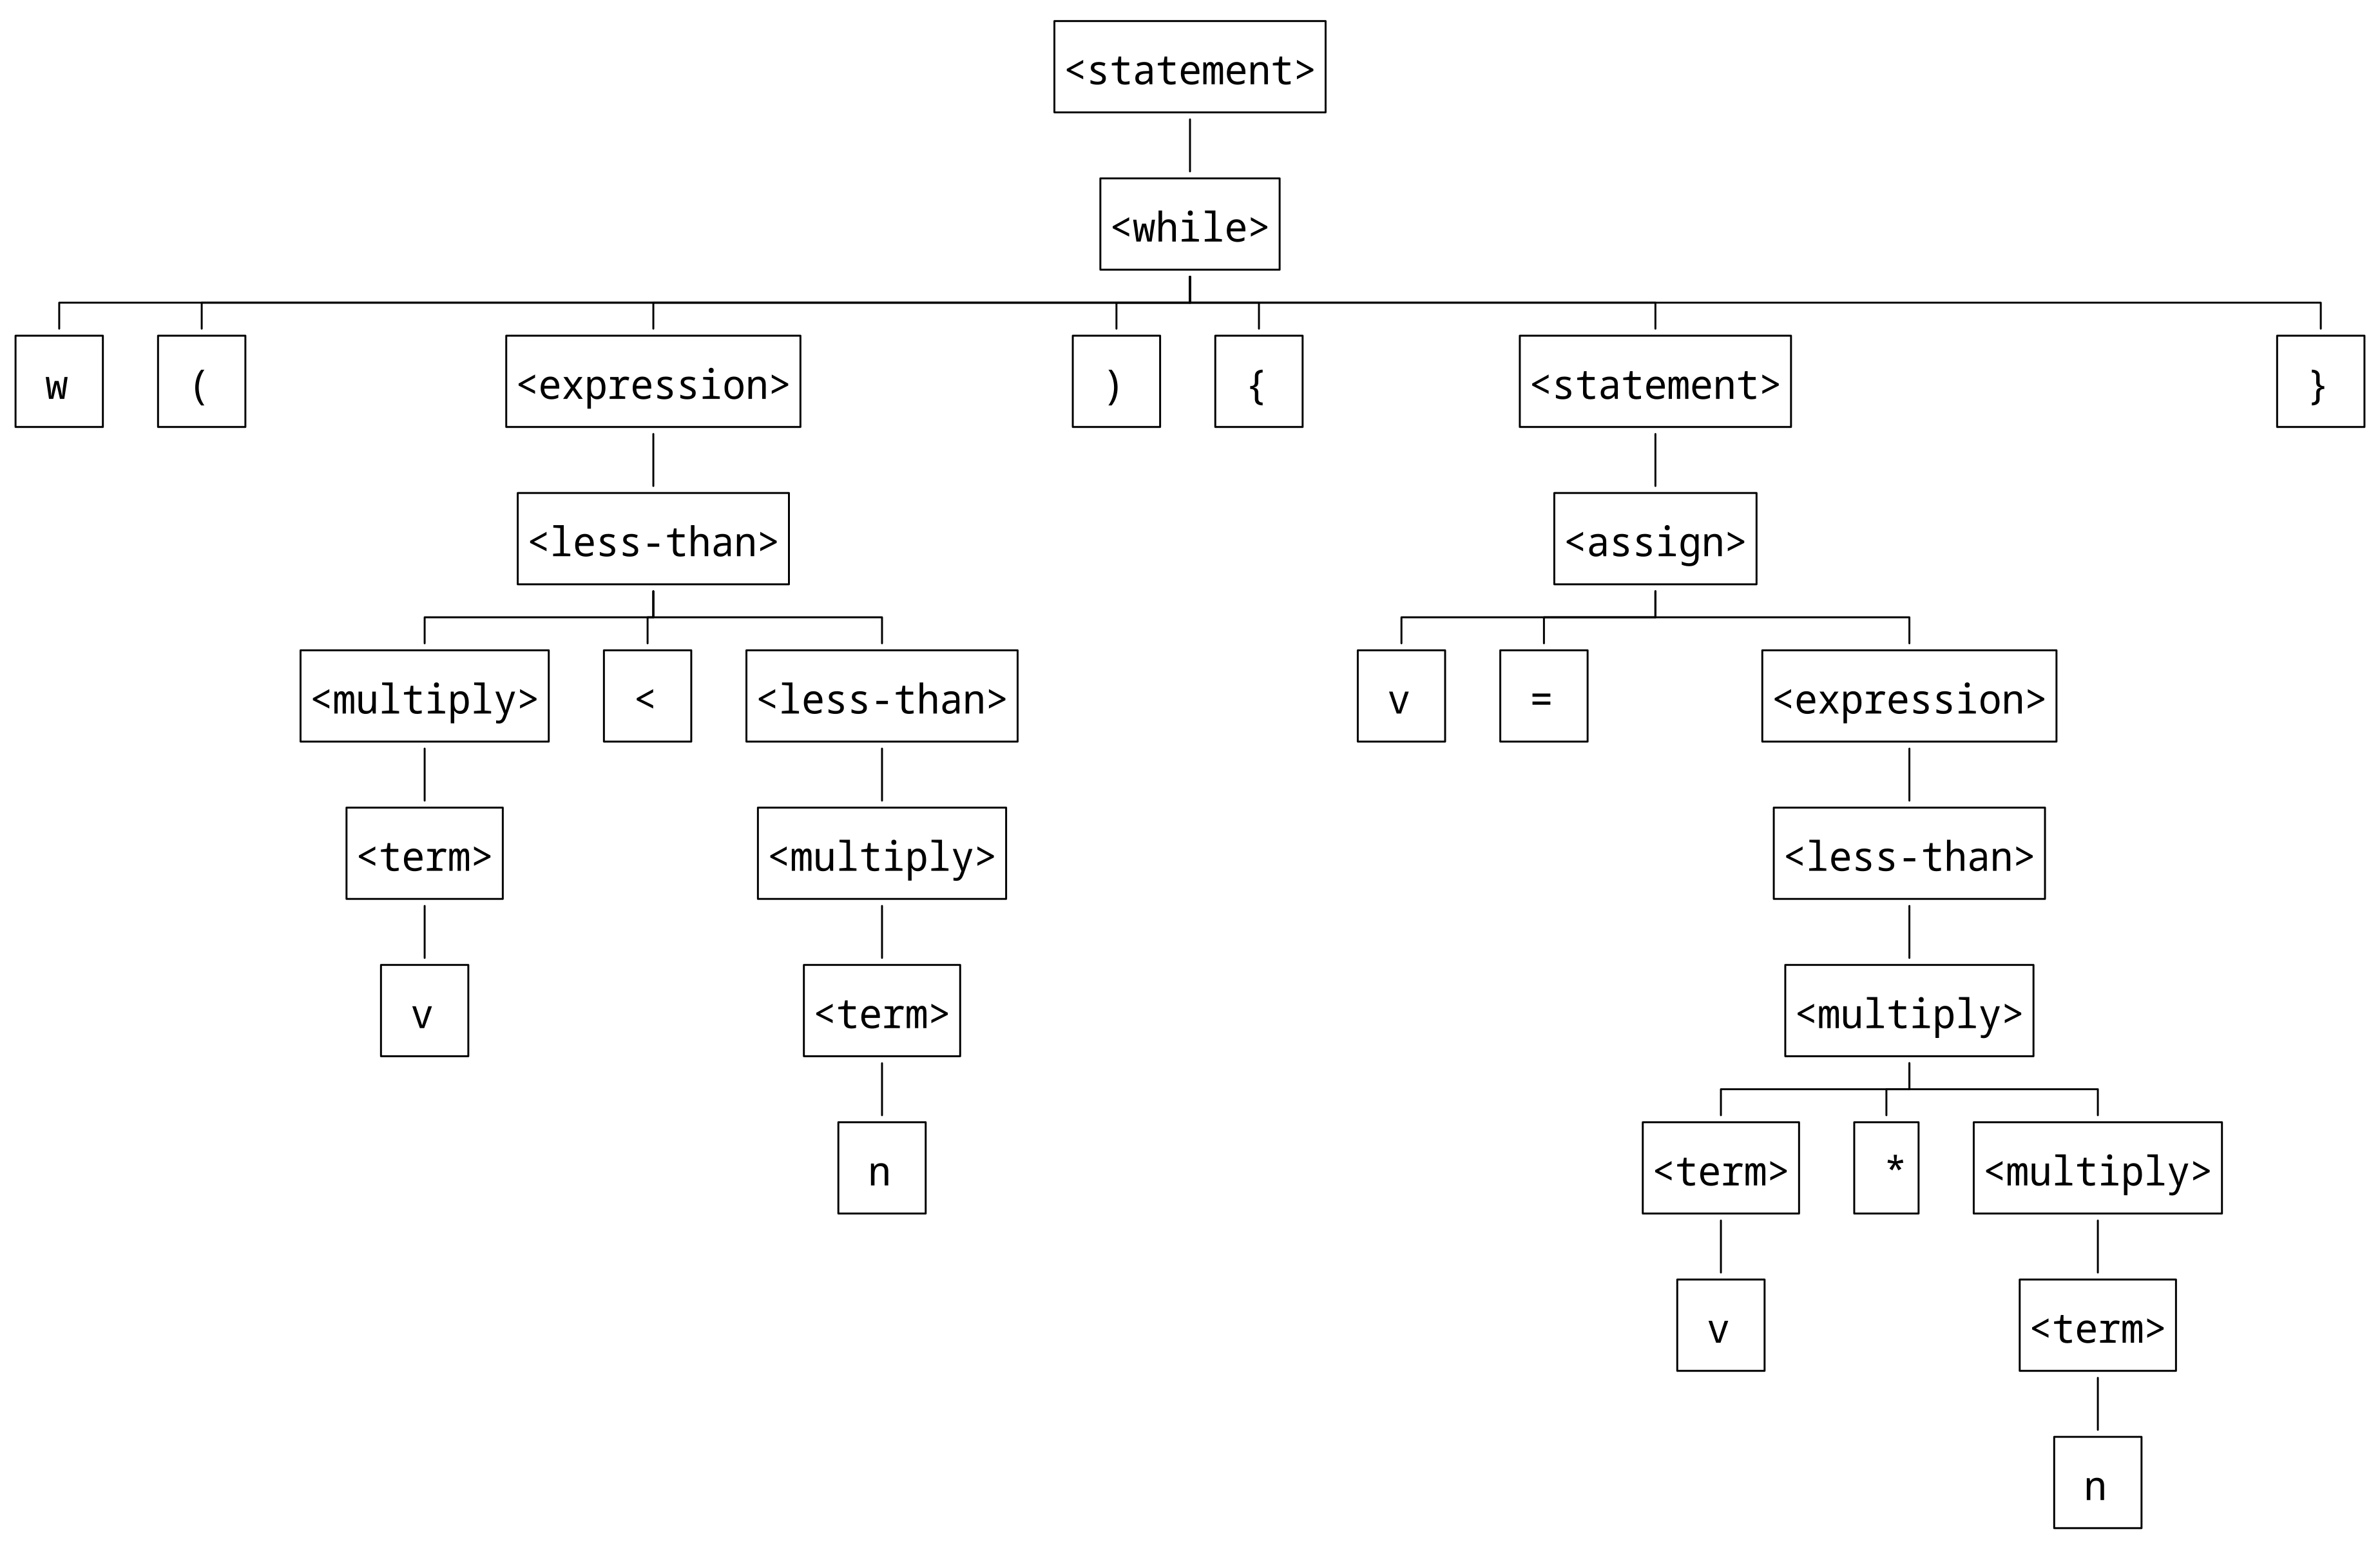 <statement>
<while>
w ( <expression> ) { <statement> }
<less-than> <assign>
<multiply> < <less-than> v = <expression>
<term> <multiply> <less-than>
v <term> <multiply>
n <term> * <multiply>
v <term>
n